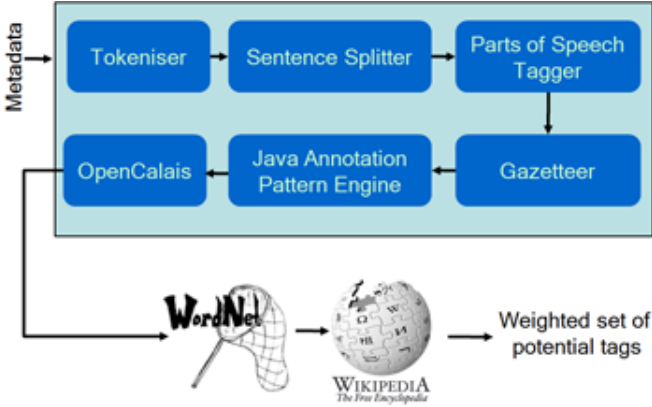 Metadata
Tokeniser
Sentence Splitter
Parts of Speech
Tagger
OpenCalais
Java Annotation
Pattern Engine
Gazetteer
WordNet
WIKIPEDIA
The Free Encyclopedia
Weighted set of
potential tags